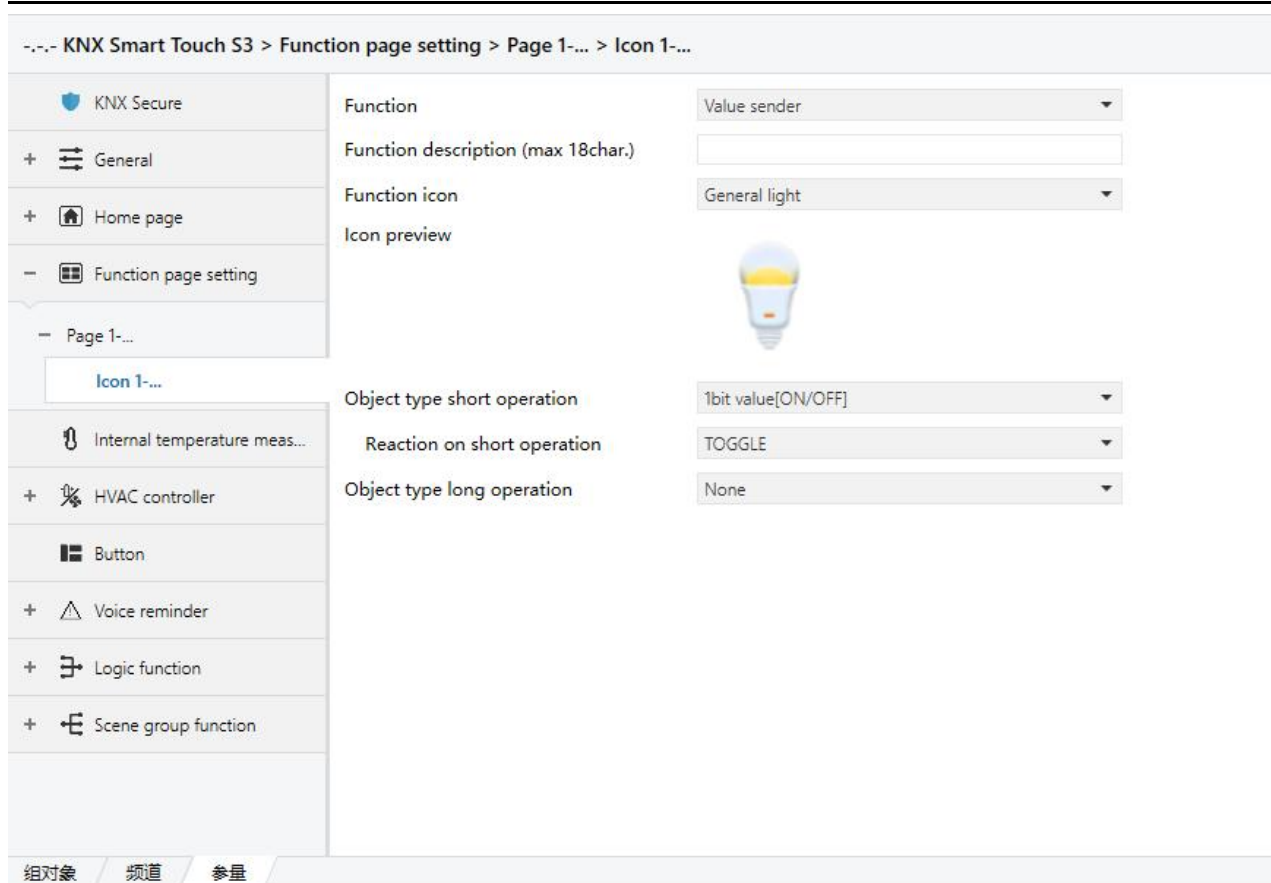 -.-.- KNX Smart Touch S3 > Function page setting > Page 1-... > Icon 1-...
KNX Secure
+ General
+ Home page
− Function page setting
− Page 1-...
Icon 1-...
Internal temperature meas...
+ HVAC controller
Button
+ Voice reminder
+ Logic function
+ Scene group function
Function Value sender
Function description (max 18char.)
Function icon General light
Icon preview
Object type short operation 1bit value[ON/OFF]
Reaction on short operation TOGGLE
Object type long operation None
组对象 频道 参量